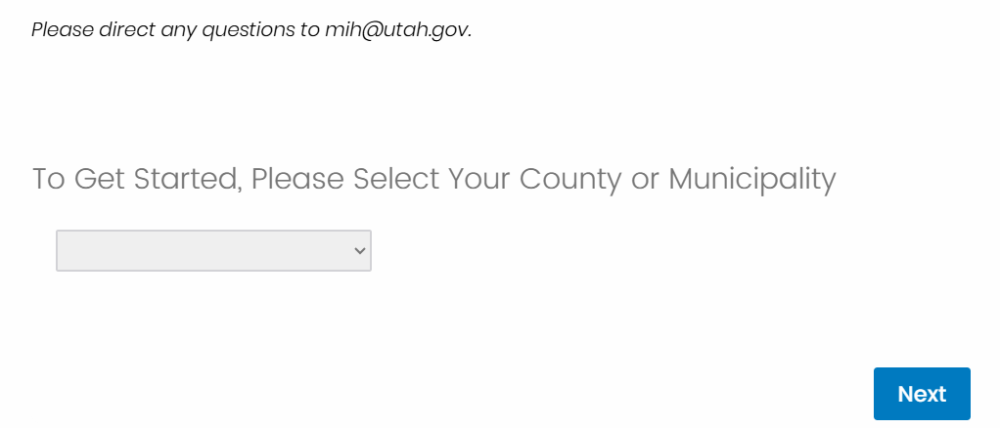 Please direct any questions to mih@utah.gov.
To Get Started, Please Select Your County or Municipality
Next